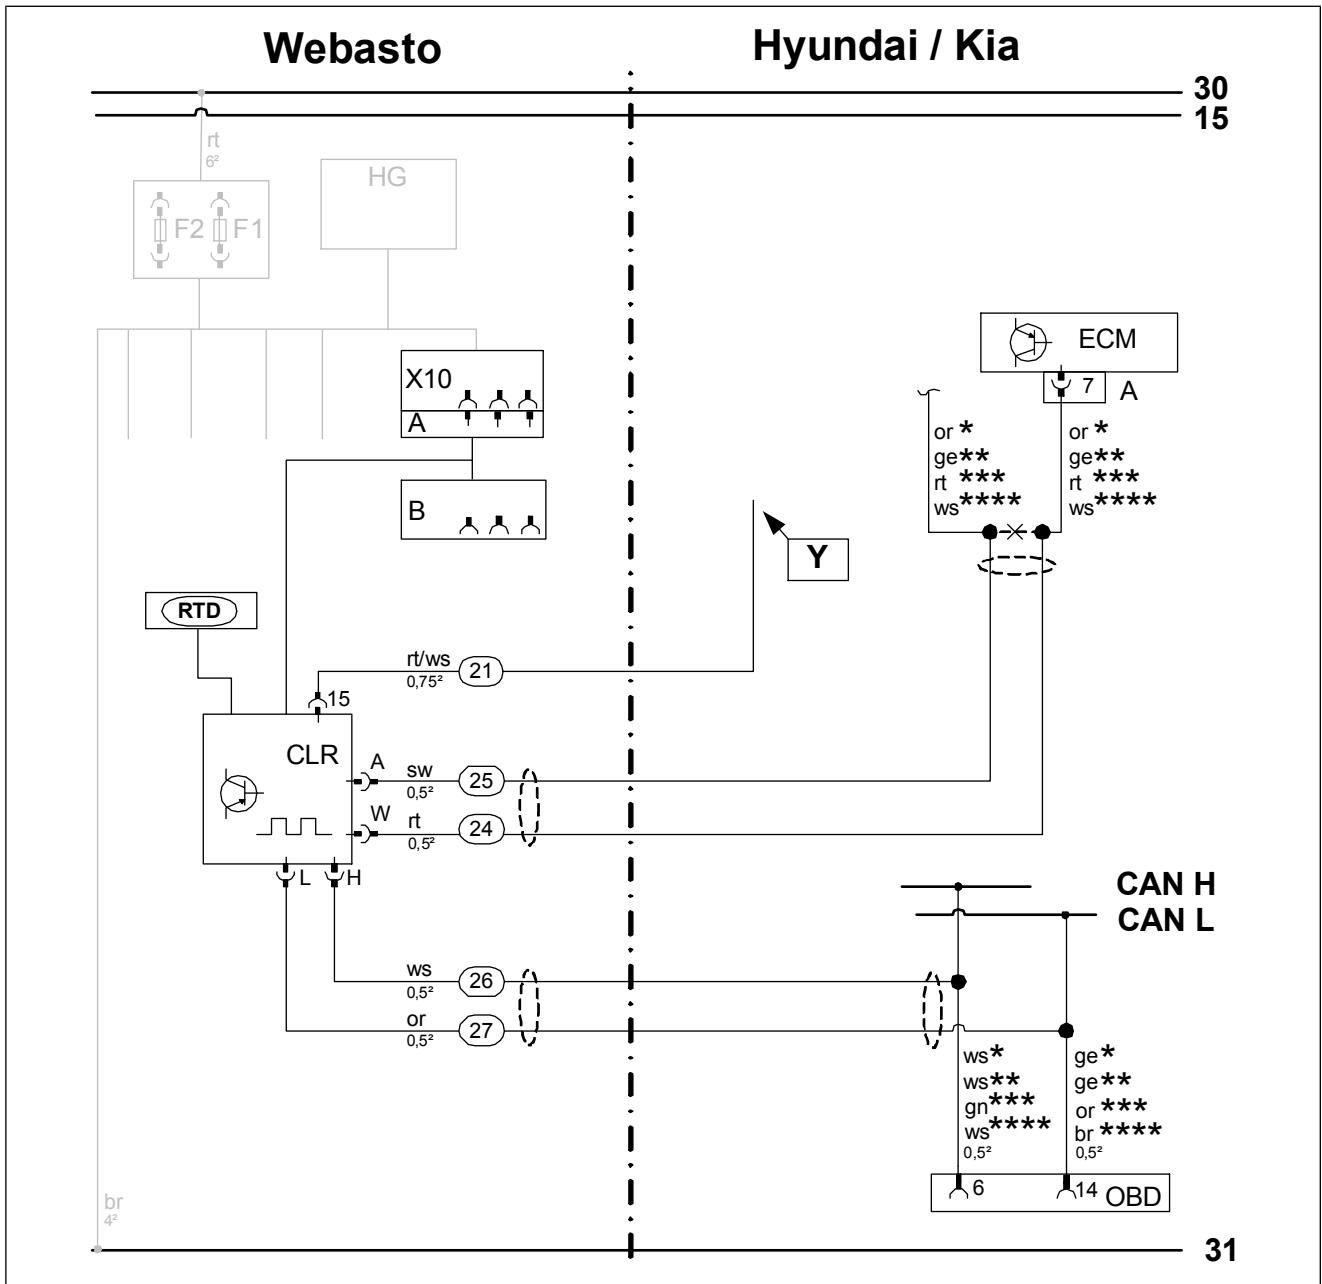 Webasto
Hyundai / Kia
30
15
rt
6²
HG
F2 F1
ECM
X10
7 A
A
or * or *
ge** ge**
rt *** rt ***
ws**** ws****
B
Y
RTD
rt/ws 21
0,75²
15
CLR
A sw 25
0,5²
W rt 24
0,5²
L H
CAN H
CAN L
ws 26
0,5²
or 27
0,5²
ws* ge*
ws** ge**
gn*** or ***
ws**** br ****
0,5² 0,5²
6 14 OBD
br
4²
31